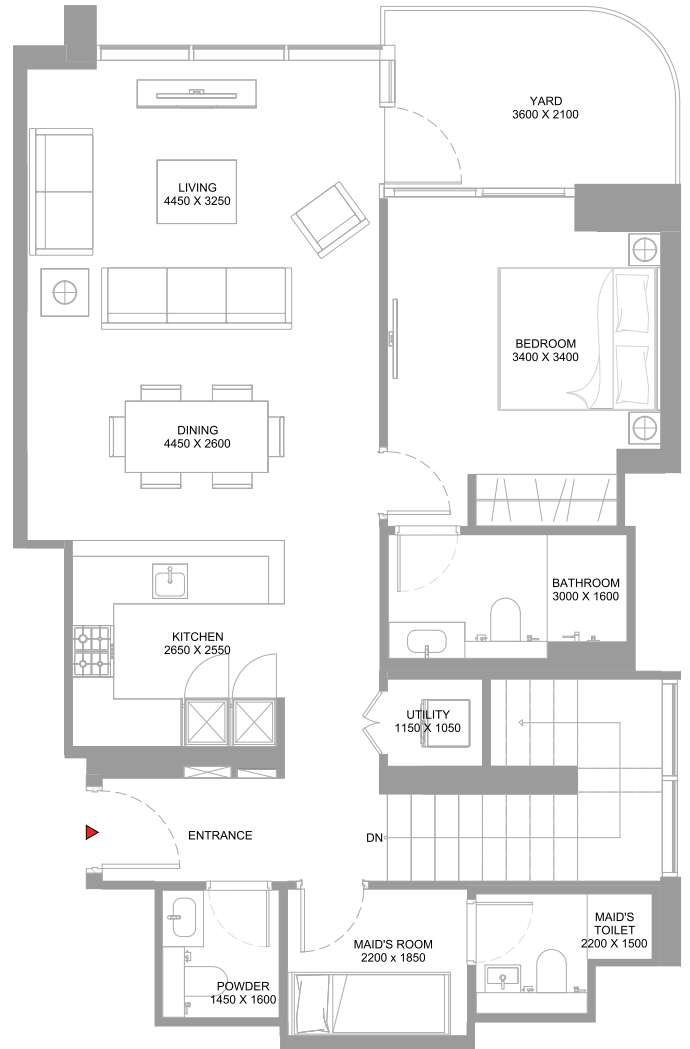 YARD
3600 X 2100
LIVING
4450 X 3250
BEDROOM
3400 X 3400
DINING
4450 X 2600
BATHROOM
3000 X 1600
KITCHEN
2650 X 2550
UTILITY
1150 X 1050
ENTRANCE
DN
MAID'S ROOM
2200 x 1850
MAID'S
TOILET
2200 X 1500
POWDER
1450 X 1600